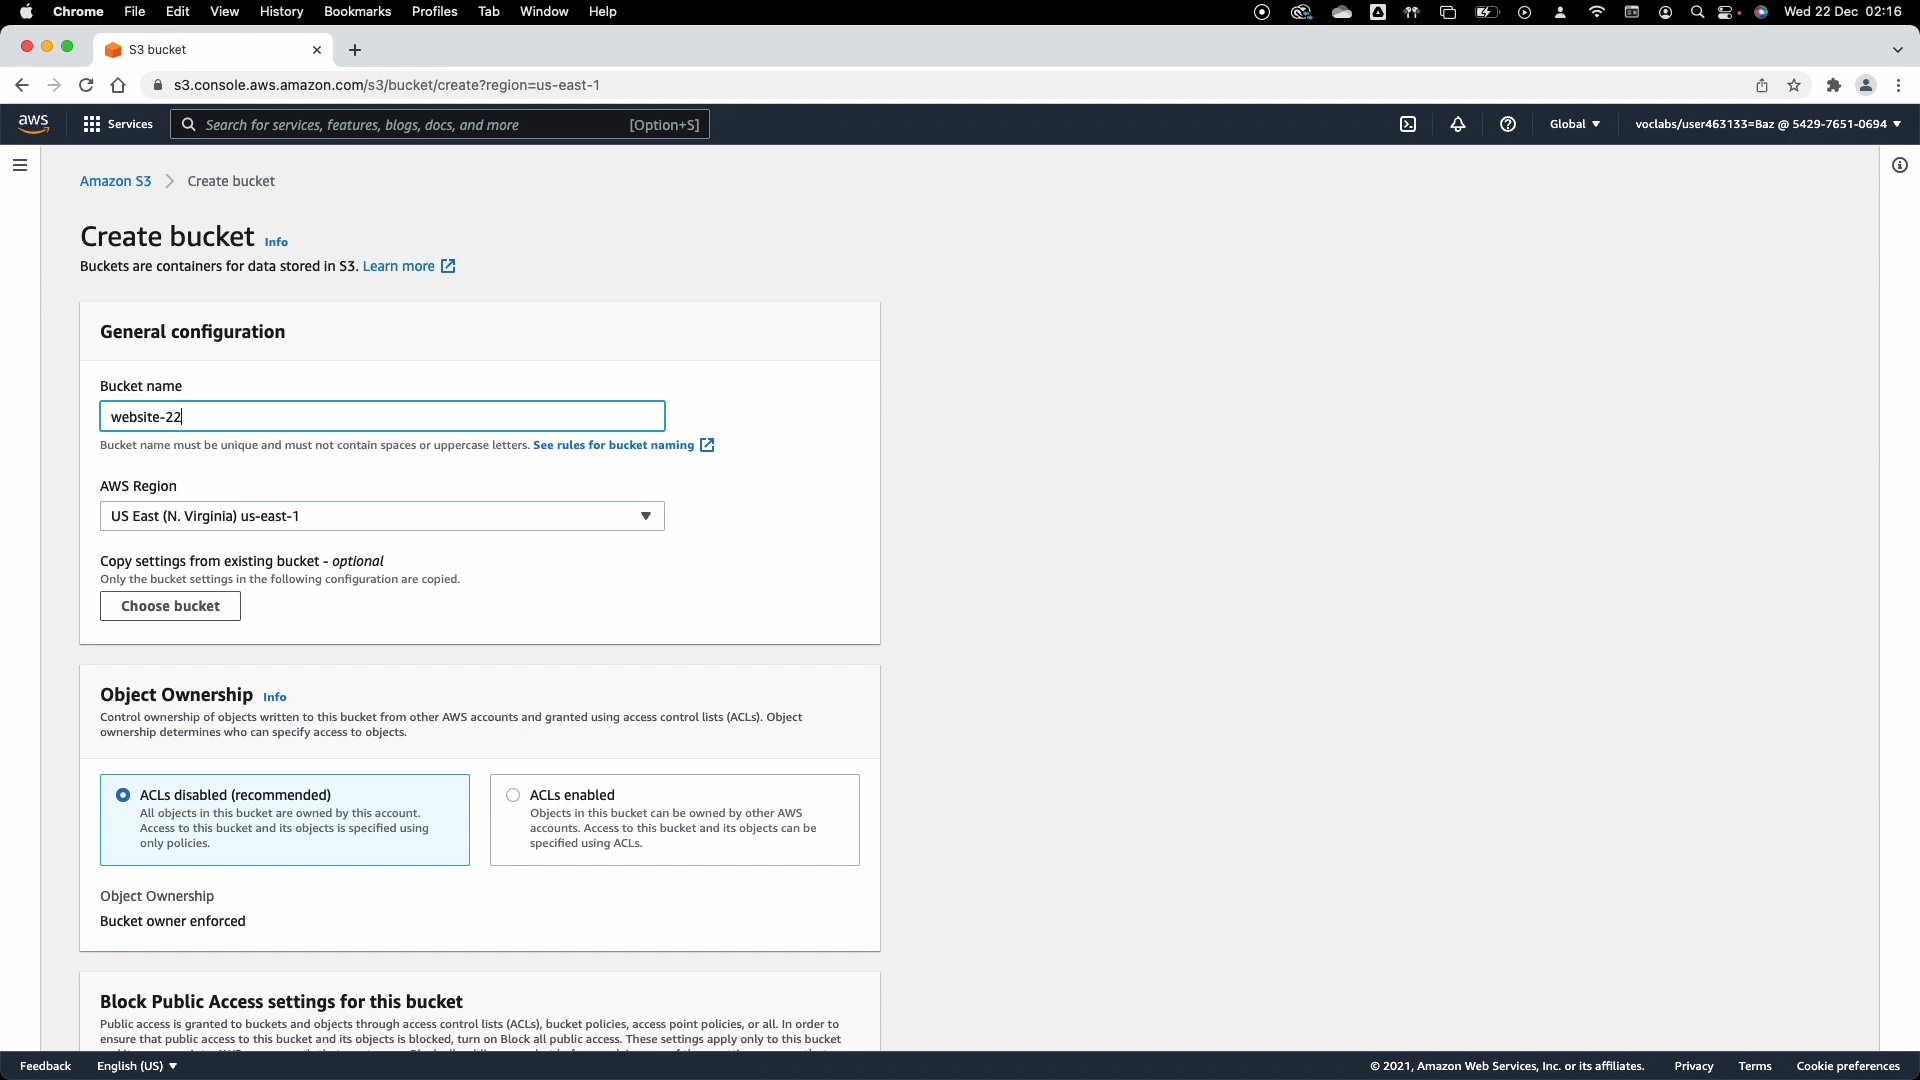 Chrome File Edit View History Bookmarks Profiles Tab Window Help Wed 22 Dec 02:16
S3 bucket
s3.console.aws.amazon.com/s3/bucket/create?region=us-east-1
aws Services Search for services, features, blogs, docs, and more [Option+S] Global voclabs/user463133=Baz @ 5429-7651-0694
Amazon S3 Create bucket
Create bucket Info
Buckets are containers for data stored in S3. Learn more
General configuration
Bucket name
website-22
Bucket name must be unique and must not contain spaces or uppercase letters. See rules for bucket naming
AWS Region
US East (N. Virginia) us-east-1
Copy settings from existing bucket - optional
Only the bucket settings in the following configuration are copied.
Choose bucket
Object Ownership Info
Control ownership of objects written to this bucket from other AWS accounts and granted using access control lists (ACLs). Object
ownership determines who can specify access to objects.
ACLs disabled (recommended)
All objects in this bucket are owned by this account.
Access to this bucket and its objects is specified using
only policies.
ACLs enabled
Objects in this bucket can be owned by other AWS
accounts. Access to this bucket and its objects can be
specified using ACLs.
Object Ownership
Bucket owner enforced
Block Public Access settings for this bucket
Public access is granted to buckets and objects through access control lists (ACLs), bucket policies, access point policies, or all. In order to
ensure that public access to this bucket and its objects is blocked, turn on Block all public access. These settings apply only to this bucket
Feedback English (US) © 2021, Amazon Web Services, Inc. or its affiliates. Privacy Terms Cookie preferences